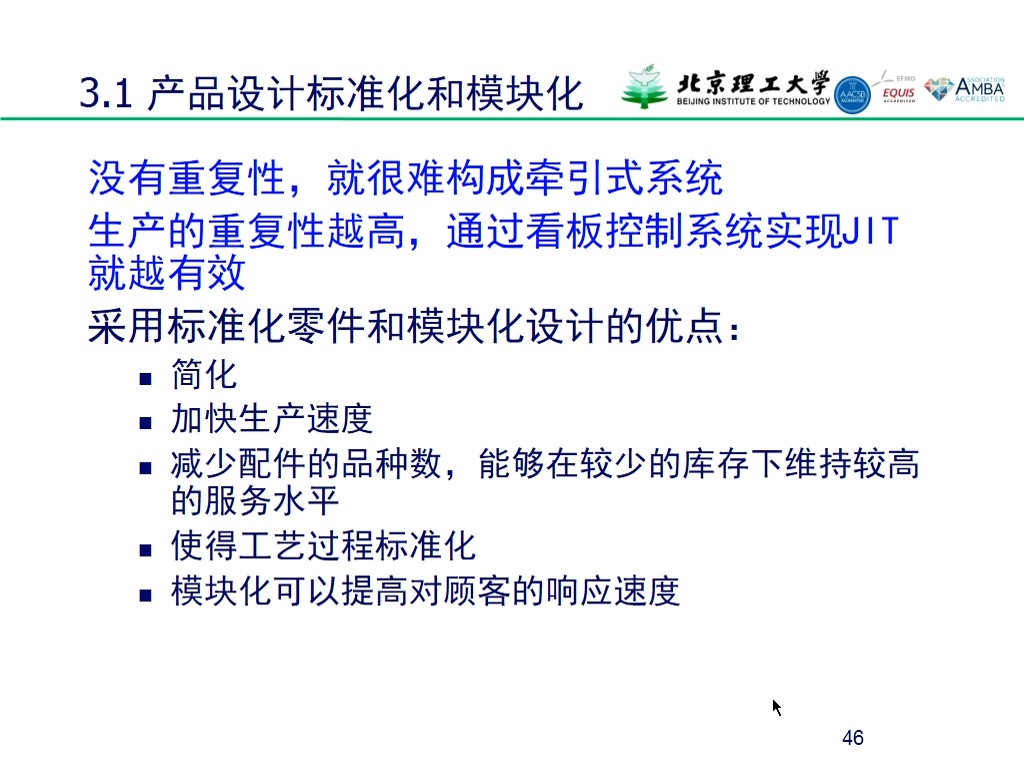 3.1 产品设计标准化和模块化
北京理工大学
BEIJING INSTITUTE OF TECHNOLOGY
AACSB
ACCREDITED
EFMD
EQUIS
ACCREDITED
ASSOCIATION
AMBA
ACCREDITED
没有重复性，就很难构成牵引式系统
生产的重复性越高，通过看板控制系统实现JIT
就越有效
采用标准化零件和模块化设计的优点：
■ 简化
■ 加快生产速度
■ 减少配件的品种数，能够在较少的库存下维持较高
的服务水平
■ 使得工艺过程标准化
■ 模块化可以提高对顾客的响应速度
46